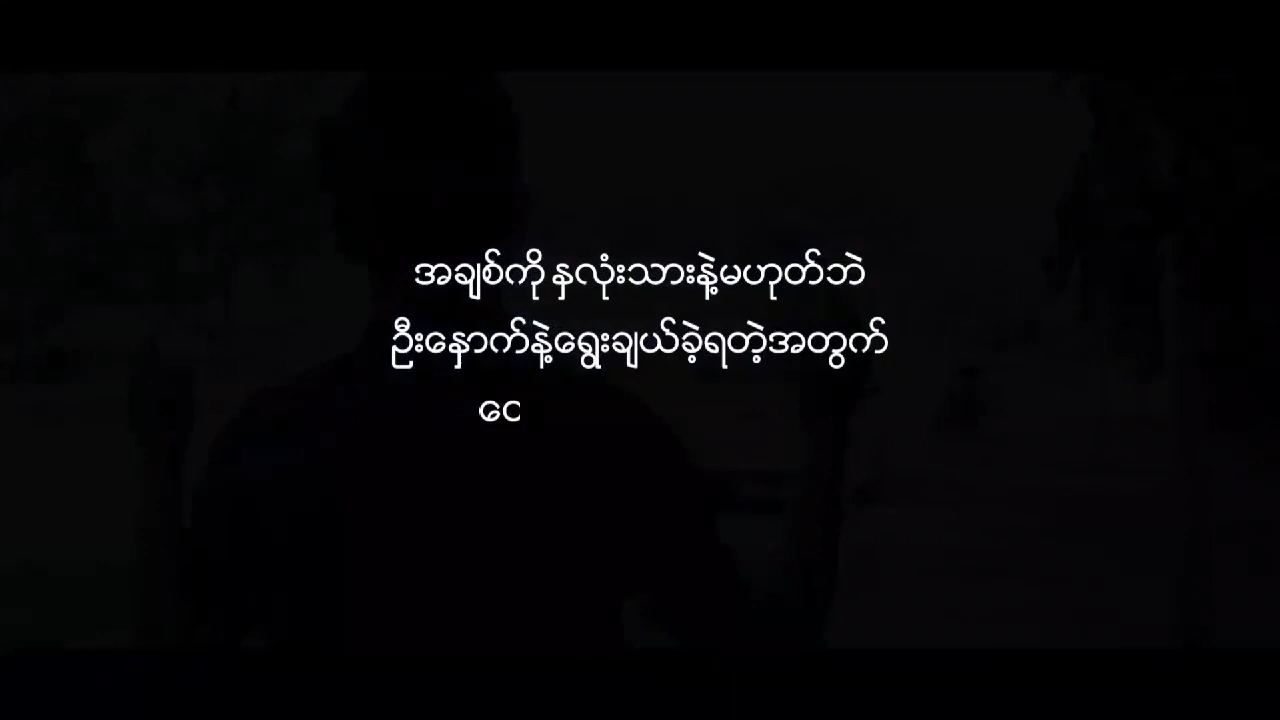 အချစ်ကို နှလုံးသားနဲ့မဟုတ်ဘဲ
ဦးနှောက်နဲ့ရွေးချယ်ခဲ့ရတဲ့အတွက်